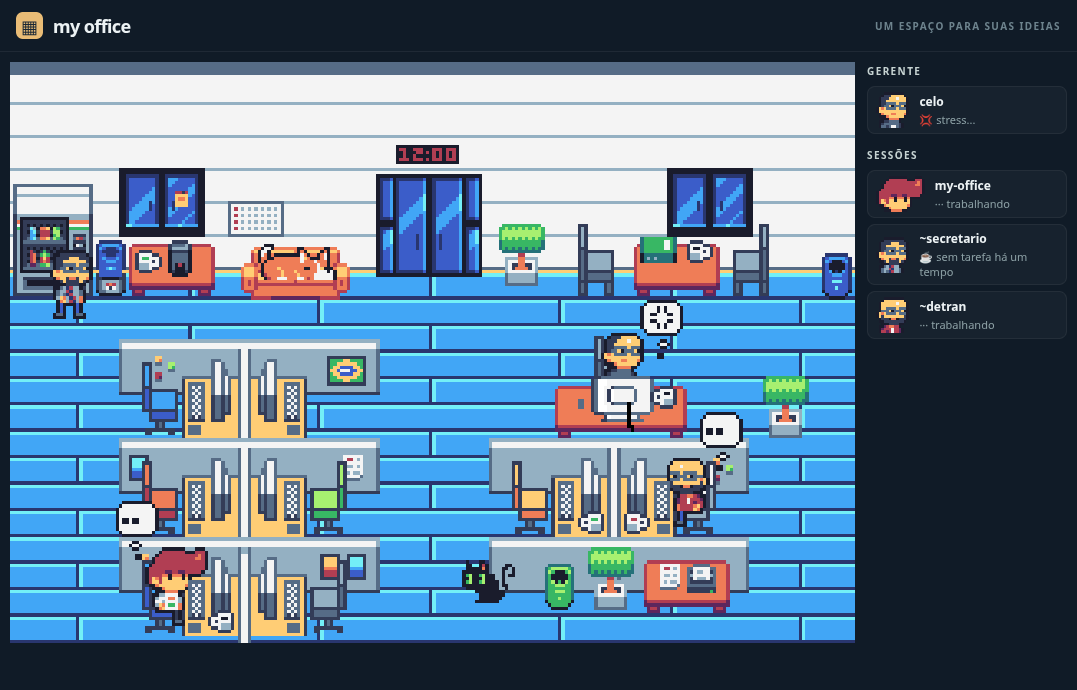 my office
UM ESPAÇO PARA SUAS IDEIAS
12:00
GERENTE
celo
💢 stress...
SESSÕES
my-office
··· trabalhando
~secretario
☕ sem tarefa há um
tempo
~detran
··· trabalhando